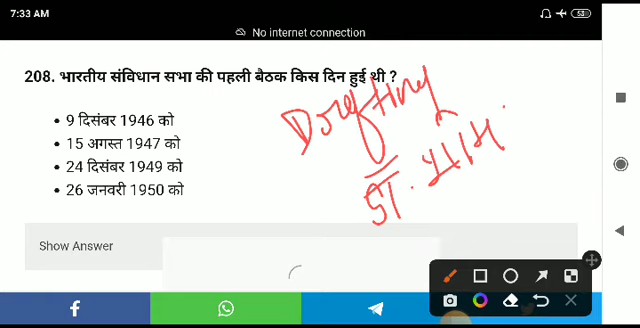 7:33 AM
53
No internet connection
208. भारतीय संविधान सभा की पहली बैठक किस दिन हुई थी ?
• 9 दिसंबर 1946 को
• 15 अगस्त 1947 को
• 24 दिसंबर 1949 को
• 26 जनवरी 1950 को
Drafting
डॉ.
Show Answer